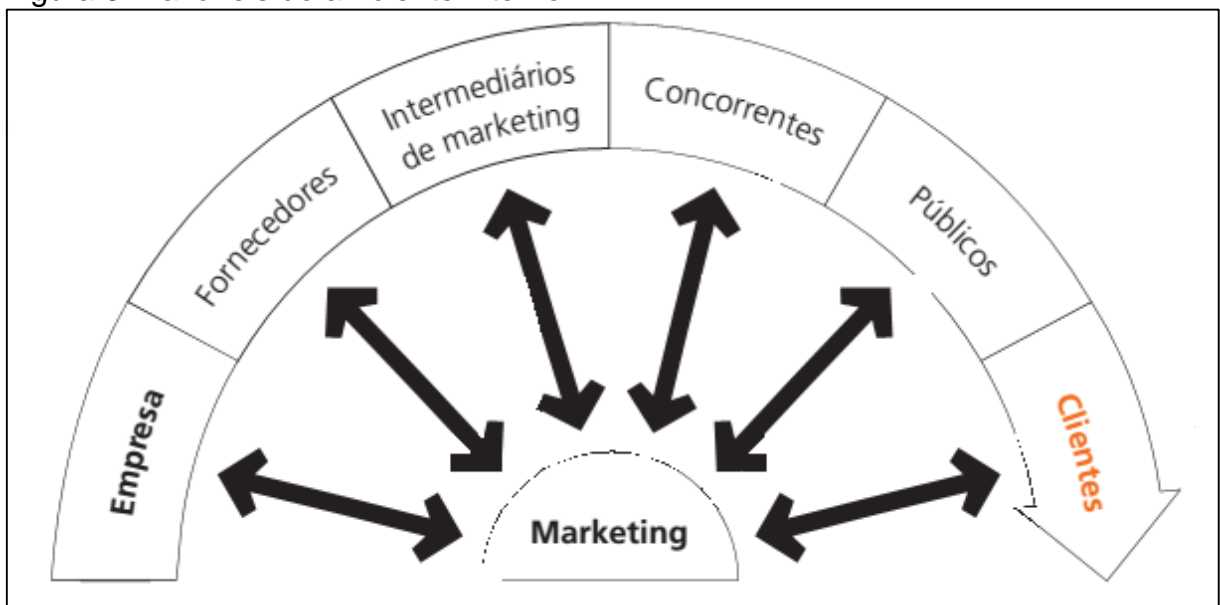 Intermediários
de marketing
Concorrentes
Fornecedores
Públicos
Empresa
Clientes
Marketing